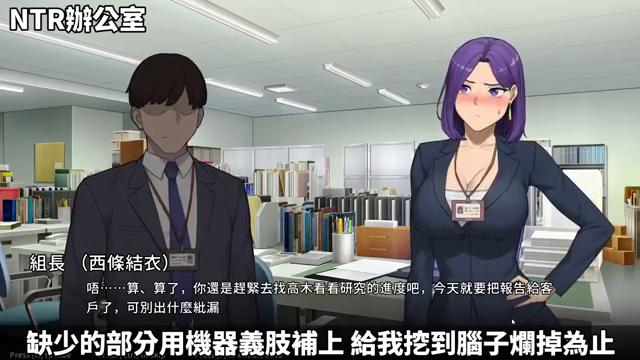 NTR辦公室
組長 （西條結衣）
唔……算、算了，你還是趕緊去找高木看看研究的進度吧，今天就要把報告給客
戶了，可別出什麼紕漏
缺少的部分用機器義肢補上 給我挖到腦子爛掉為止